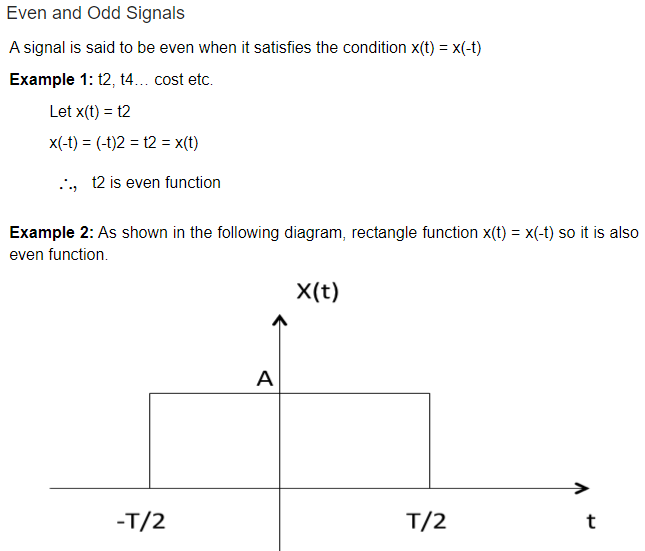 Even and Odd Signals
A signal is said to be even when it satisfies the condition x(t) = x(-t)
Example 1: t2, t4… cost etc.
Let x(t) = t2
x(-t) = (-t)2 = t2 = x(t)
∴, t2 is even function
Example 2: As shown in the following diagram, rectangle function x(t) = x(-t) so it is also
even function.
X(t)
A
-T/2 T/2 t